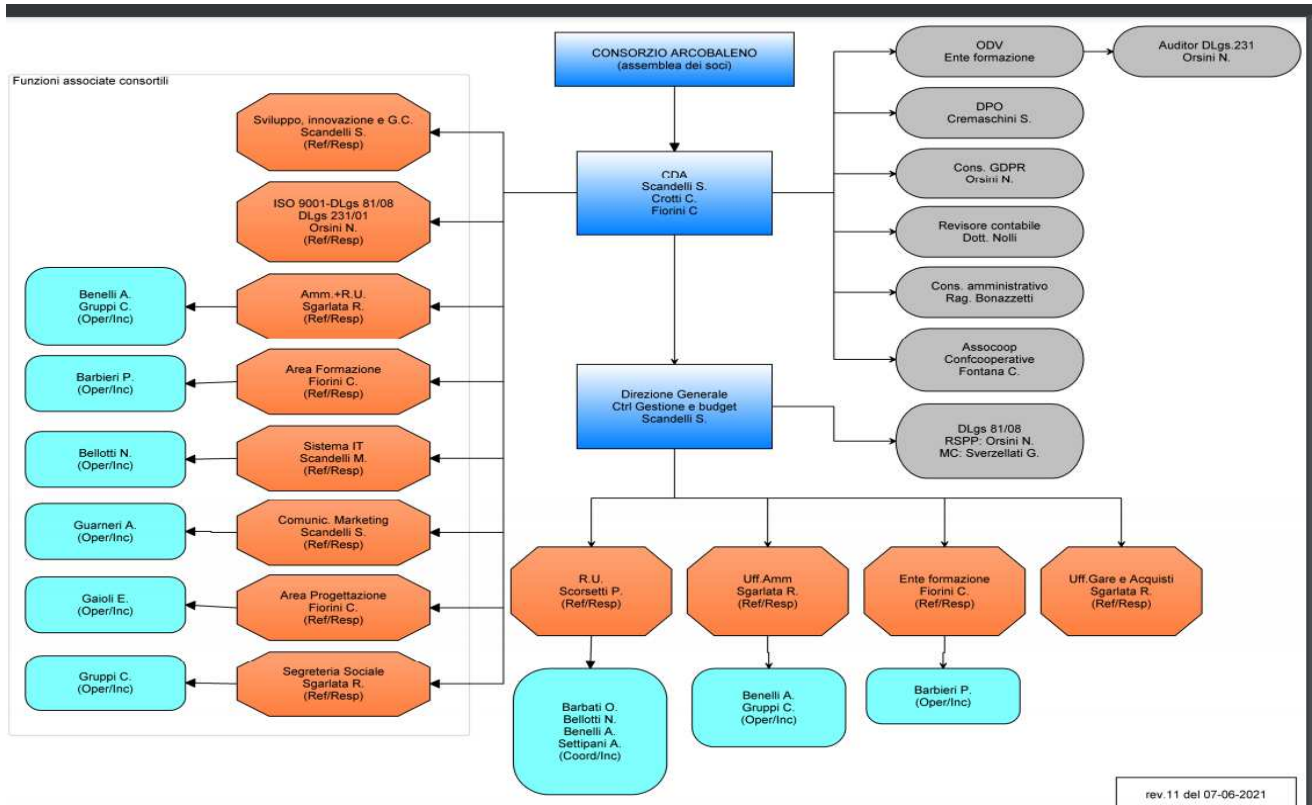 CONSORZIO ARCOBALENO
(assemblea dei soci)
ODV
Ente formazione
Auditor DLgs.231
Orsini N.
Funzioni associate consortili
Sviluppo, innovazione e G.C.
Scandelli S.
(Ref/Resp)
DPO
Cremaschini S.
CDA
Scandelli S.
Crotti C.
Fiorini C
Cons. GDPR
Orsini N.
ISO 9001-DLgs 81/08
DLgs 231/01
Orsini N.
(Ref/Resp)
Revisore contabile
Dott. Nolli
Benelli A.
Gruppi C.
(Oper/Inc)
Amm.+R.U.
Sgarlata R.
(Ref/Resp)
Cons. amministrativo
Rag. Bonazzetti
Barbieri P.
(Oper/Inc)
Area Formazione
Fiorini C.
(Ref/Resp)
Assocoop
Confcooperative
Fontana C.
Direzione Generale
Ctrl Gestione e budget
Scandelli S.
Bellotti N.
(Oper/Inc)
Sistema IT
Scandelli M.
(Ref/Resp)
DLgs 81/08
RSPP: Orsini N.
MC: Sverzellati G.
Guarneri A.
(Oper/Inc)
Comunic. Marketing
Scandelli S.
(Ref/Resp)
Gaioli E.
(Oper/Inc)
Area Progettazione
Fiorini C.
(Ref/Resp)
Gruppi C.
(Oper/Inc)
Segreteria Sociale
Sgarlata R.
(Ref/Resp)
R.U.
Scorsetti P.
(Ref/Resp)
Uff.Amm
Sgarlata R.
(Ref/Resp)
Ente formazione
Fiorini C.
(Ref/Resp)
Uff.Gare e Acquisti
Sgarlata R.
(Ref/Resp)
Barbati O.
Bellotti N.
Benelli A.
Settipani A.
(Coord/Inc)
Benelli A.
Gruppi C.
(Oper/Inc)
Barbieri P.
(Oper/Inc)
rev.11 del 07-06-2021